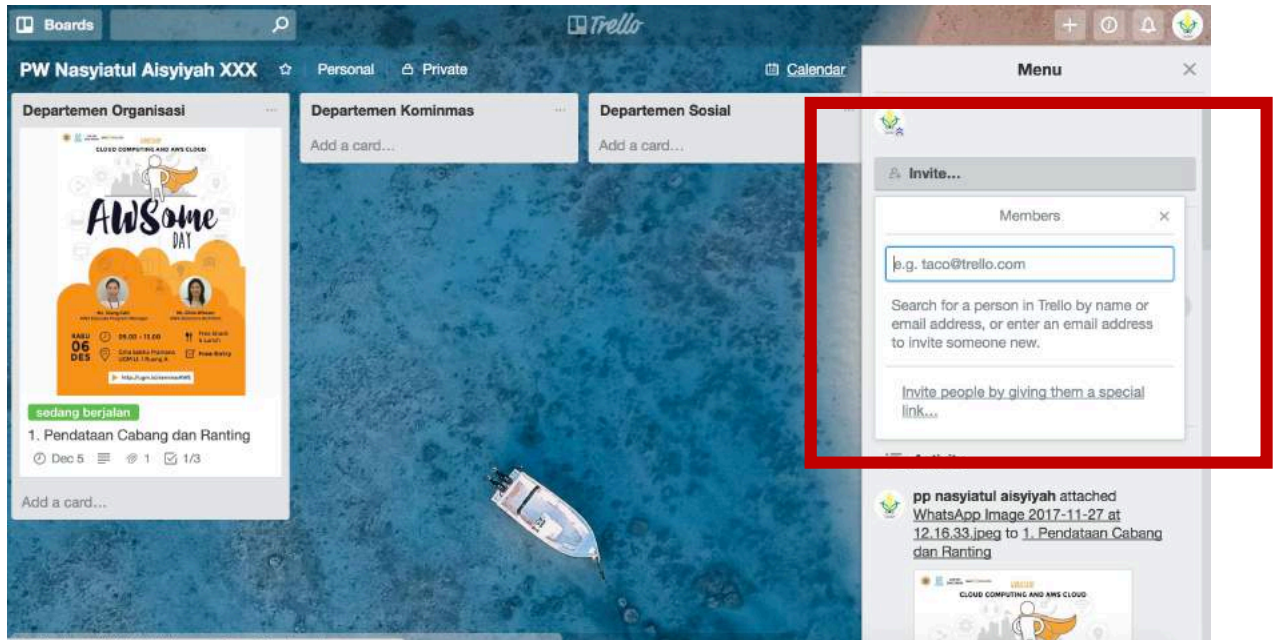 Boards
Trello
PW Nasyiatul Aisyiyah XXX
Personal
Private
Calendar
Menu
Departemen Organisasi
CLOUD COMPUTING AND AWS CLOUD
AWSome
DAY
RABU
06
DES
09.00 - 11.00
sedang berjalan
1. Pendataan Cabang dan Ranting
Dec 5
1
1/3
Add a card...
Departemen Kominmas
Add a card...
Departemen Sosial
Add a card...
Invite...
Members
e.g. taco@trello.com
Search for a person in Trello by name or
email address, or enter an email address
to invite someone new.
Invite people by giving them a special
link...
pp nasyiatul aisyiyah attached
WhatsApp Image 2017-11-27 at
12.16.33.jpeg to 1. Pendataan Cabang
dan Ranting
CLOUD COMPUTING AND AWS CLOUD